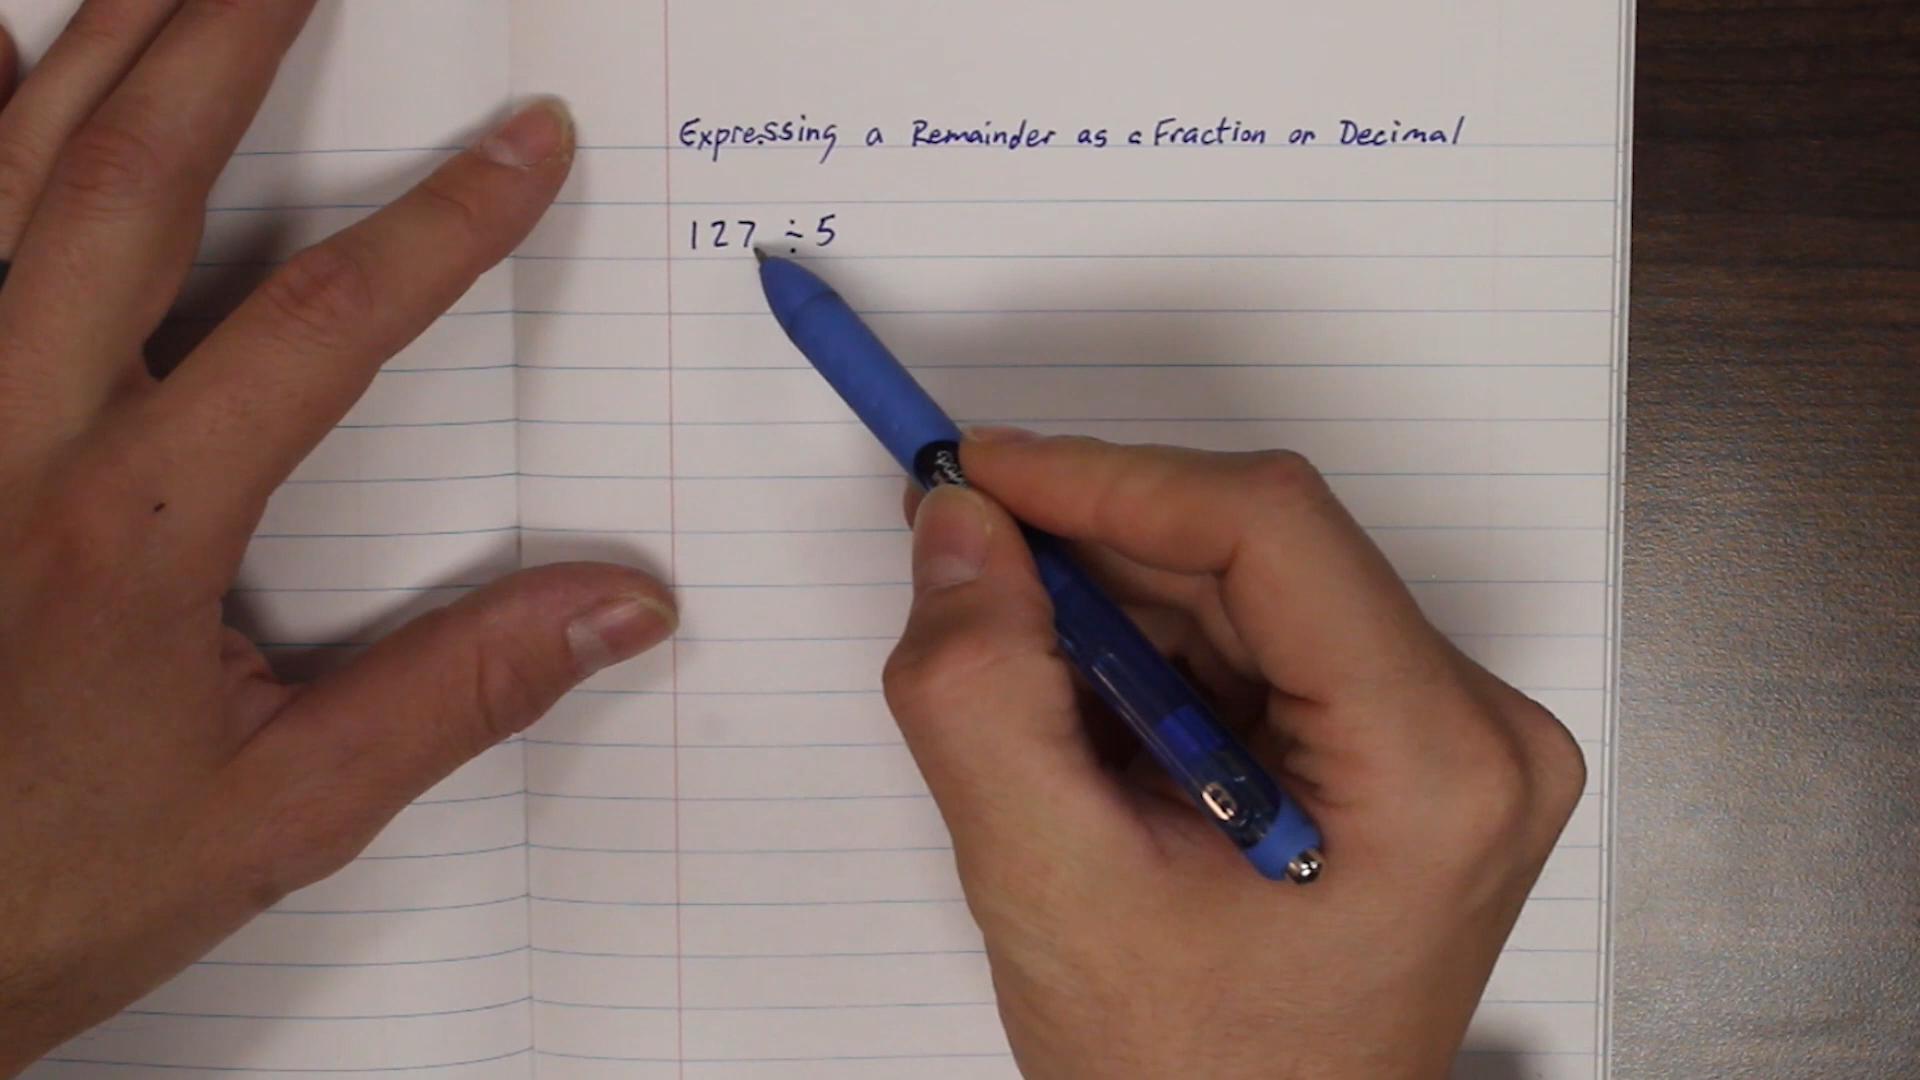 Expressing a Remainder as a Fraction or Decimal
127 ÷ 5